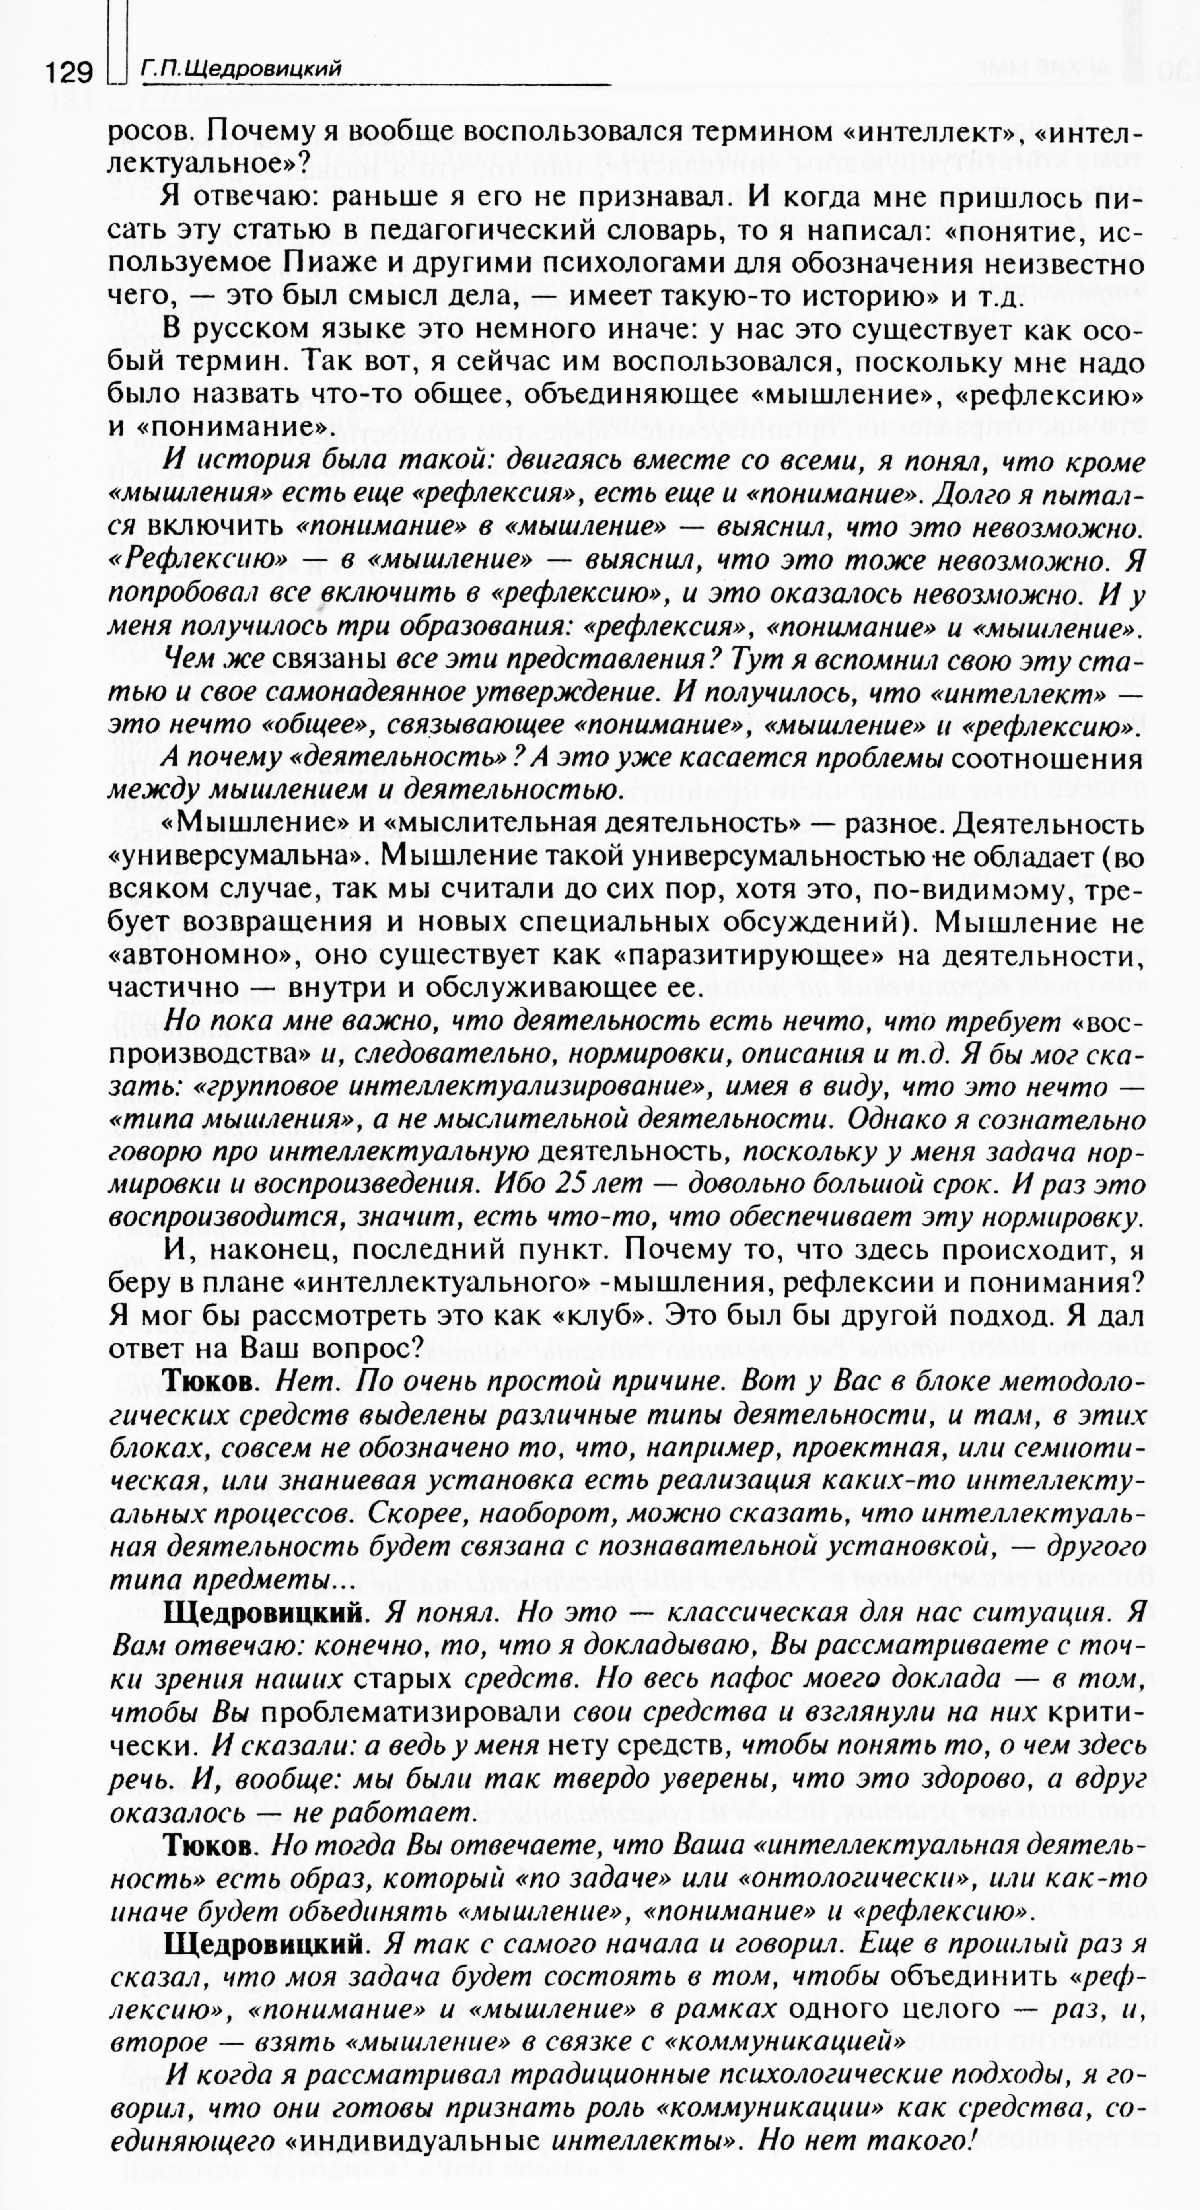 129
Г.П.Щедровицкий
росов. Почему я вообще воспользовался термином «интеллект», «интел-
лектуальное»?
Я отвечаю: раньше я его не признавал. И когда мне пришлось пи-
сать эту статью в педагогический словарь, то я написал: «понятие, ис-
пользуемое Пиаже и другими психологами для обозначения неизвестно
чего, — это был смысл дела, — имеет такую-то историю» и т.д.
В русском языке это немного иначе: у нас это существует как осо-
бый термин. Так вот, я сейчас им воспользовался, поскольку мне надо
было назвать что-то общее, объединяющее «мышление», «рефлексию»
и «понимание».
И история была такой: двигаясь вместе со всеми, я понял, что кроме
«мышления» есть еще «рефлексия», есть еще и «понимание». Долго я пытал-
ся включить «понимание» в «мышление» — выяснил, что это невозможно.
«Рефлексию» — в «мышление» — выяснил, что это тоже невозможно. Я
попробовал все включить в «рефлексию», и это оказалось невозможно. И у
меня получилось три образования: «рефлексия», «понимание» и «мышление».
Чем же связаны все эти представления? Тут я вспомнил свою эту ста-
тью и свое самонадеянное утверждение. И получилось, что «интеллект» —
это нечто «общее», связывающее «понимание», «мышление» и «рефлексию».
А почему «деятельность» ? А это уже касается проблемы соотношения
между мышлением и деятельностью.
«Мышление» и «мыслительная деятельность» — разное. Деятельность
«универсумальна». Мышление такой универсумальностью не обладает (во
всяком случае, так мы считали до сих пор, хотя это, по-видимому, тре-
бует возвращения и новых специальных обсуждений). Мышление не
«автономно», оно существует как «паразитирующее» на деятельности,
частично — внутри и обслуживающее ее.
Но пока мне важно, что деятельность есть нечто, что требует «вос-
производства» и, следовательно, нормировки, описания и т.д. Я бы мог ска-
зать: «групповое интеллектуализирование», имея в виду, что это нечто —
«типа мышления», а не мыслительной деятельности. Однако я сознательно
говорю про интеллектуальную деятельность, поскольку у меня задача нор-
мировки и воспроизведения. Ибо 25 лет — довольно большой срок. И раз это
воспроизводится, значит, есть что-то, что обеспечивает эту нормировку.
И, наконец, последний пункт. Почему то, что здесь происходит, я
беру в плане «интеллектуального» -мышления, рефлексии и понимания?
Я мог бы рассмотреть это как «клуб». Это был бы другой подход. Я дал
ответ на Ваш вопрос?
Тюков. Нет. По очень простой причине. Вот у Вас в блоке методоло-
гических средств выделены различные типы деятельности, и там, в этих
блоках, совсем не обозначено то, что, например, проектная, или семиоти-
ческая, или знаниевая установка есть реализация каких-то интеллекту-
альных процессов. Скорее, наоборот, можно сказать, что интеллектуаль-
ная деятельность будет связана с познавательной установкой, — другого
типа предметы...
Щедровицкий. Я понял. Но это — классическая для нас ситуация. Я
Вам отвечаю: конечно, то, что я докладываю, Вы рассматриваете с точ-
ки зрения наших старых средств. Но весь пафос моего доклада — в том,
чтобы Вы проблематизировали свои средства и взглянули на них крити-
чески. И сказали: а ведь у меня нету средств, чтобы понять то, о чем здесь
речь. И, вообще: мы были так твердо уверены, что это здорово, а вдруг
оказалось — не работает.
Тюков. Но тогда Вы отвечаете, что Ваша «интеллектуальная деятель-
ность» есть образ, который «по задаче» или «онтологически», или как-то
иначе будет объединять «мышление», «понимание» и «рефлексию».
Щедровицкий. Я так с самого начала и говорил. Еще в прошлый раз я
сказал, что моя задача будет состоять в том, чтобы объединить «реф-
лексию», «понимание» и «мышление» в рамках одного целого — раз, и,
второе — взять «мышление» в связке с «коммуникацией»
И когда я рассматривал традиционные психологические подходы, я го-
ворил, что они готовы признать роль «коммуникации» как средства, со-
единяющего «индивидуальные интеллекты». Но нет такого!